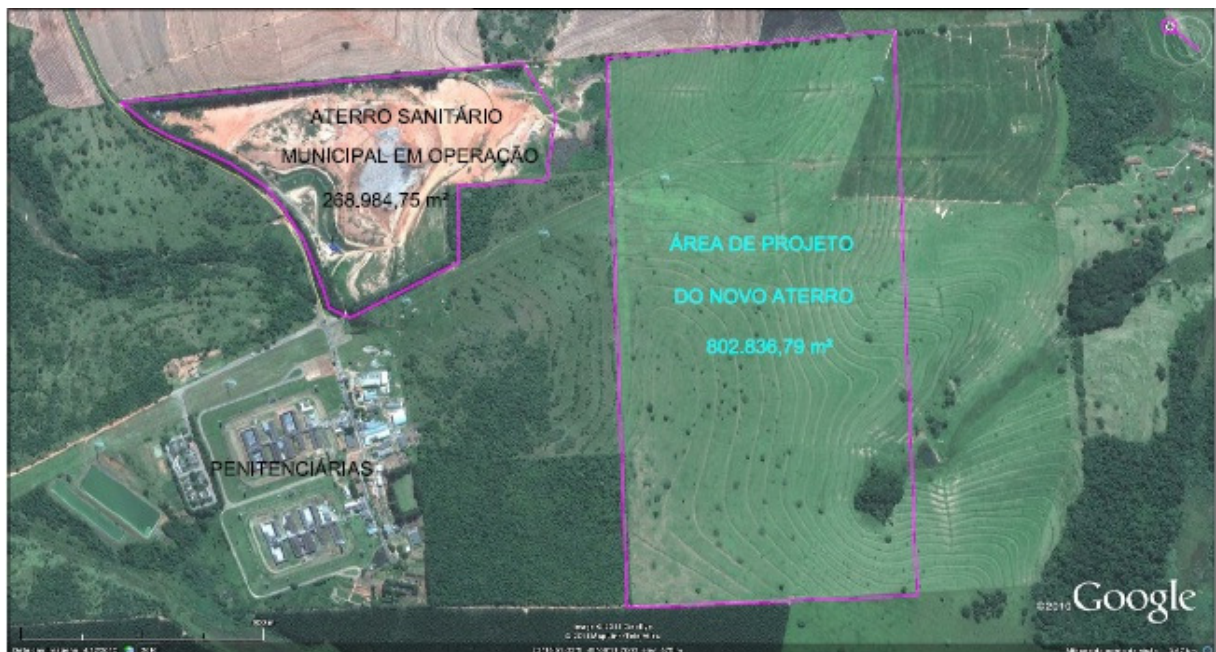 ATERRO SANITÁRIO
MUNICIPAL EM OPERAÇÃO
268.984,75 m²
ÁREA DE PROJETO
DO NOVO ATERRO
802.836,79 m²
PENITENCIÁRIAS
©2010 Google